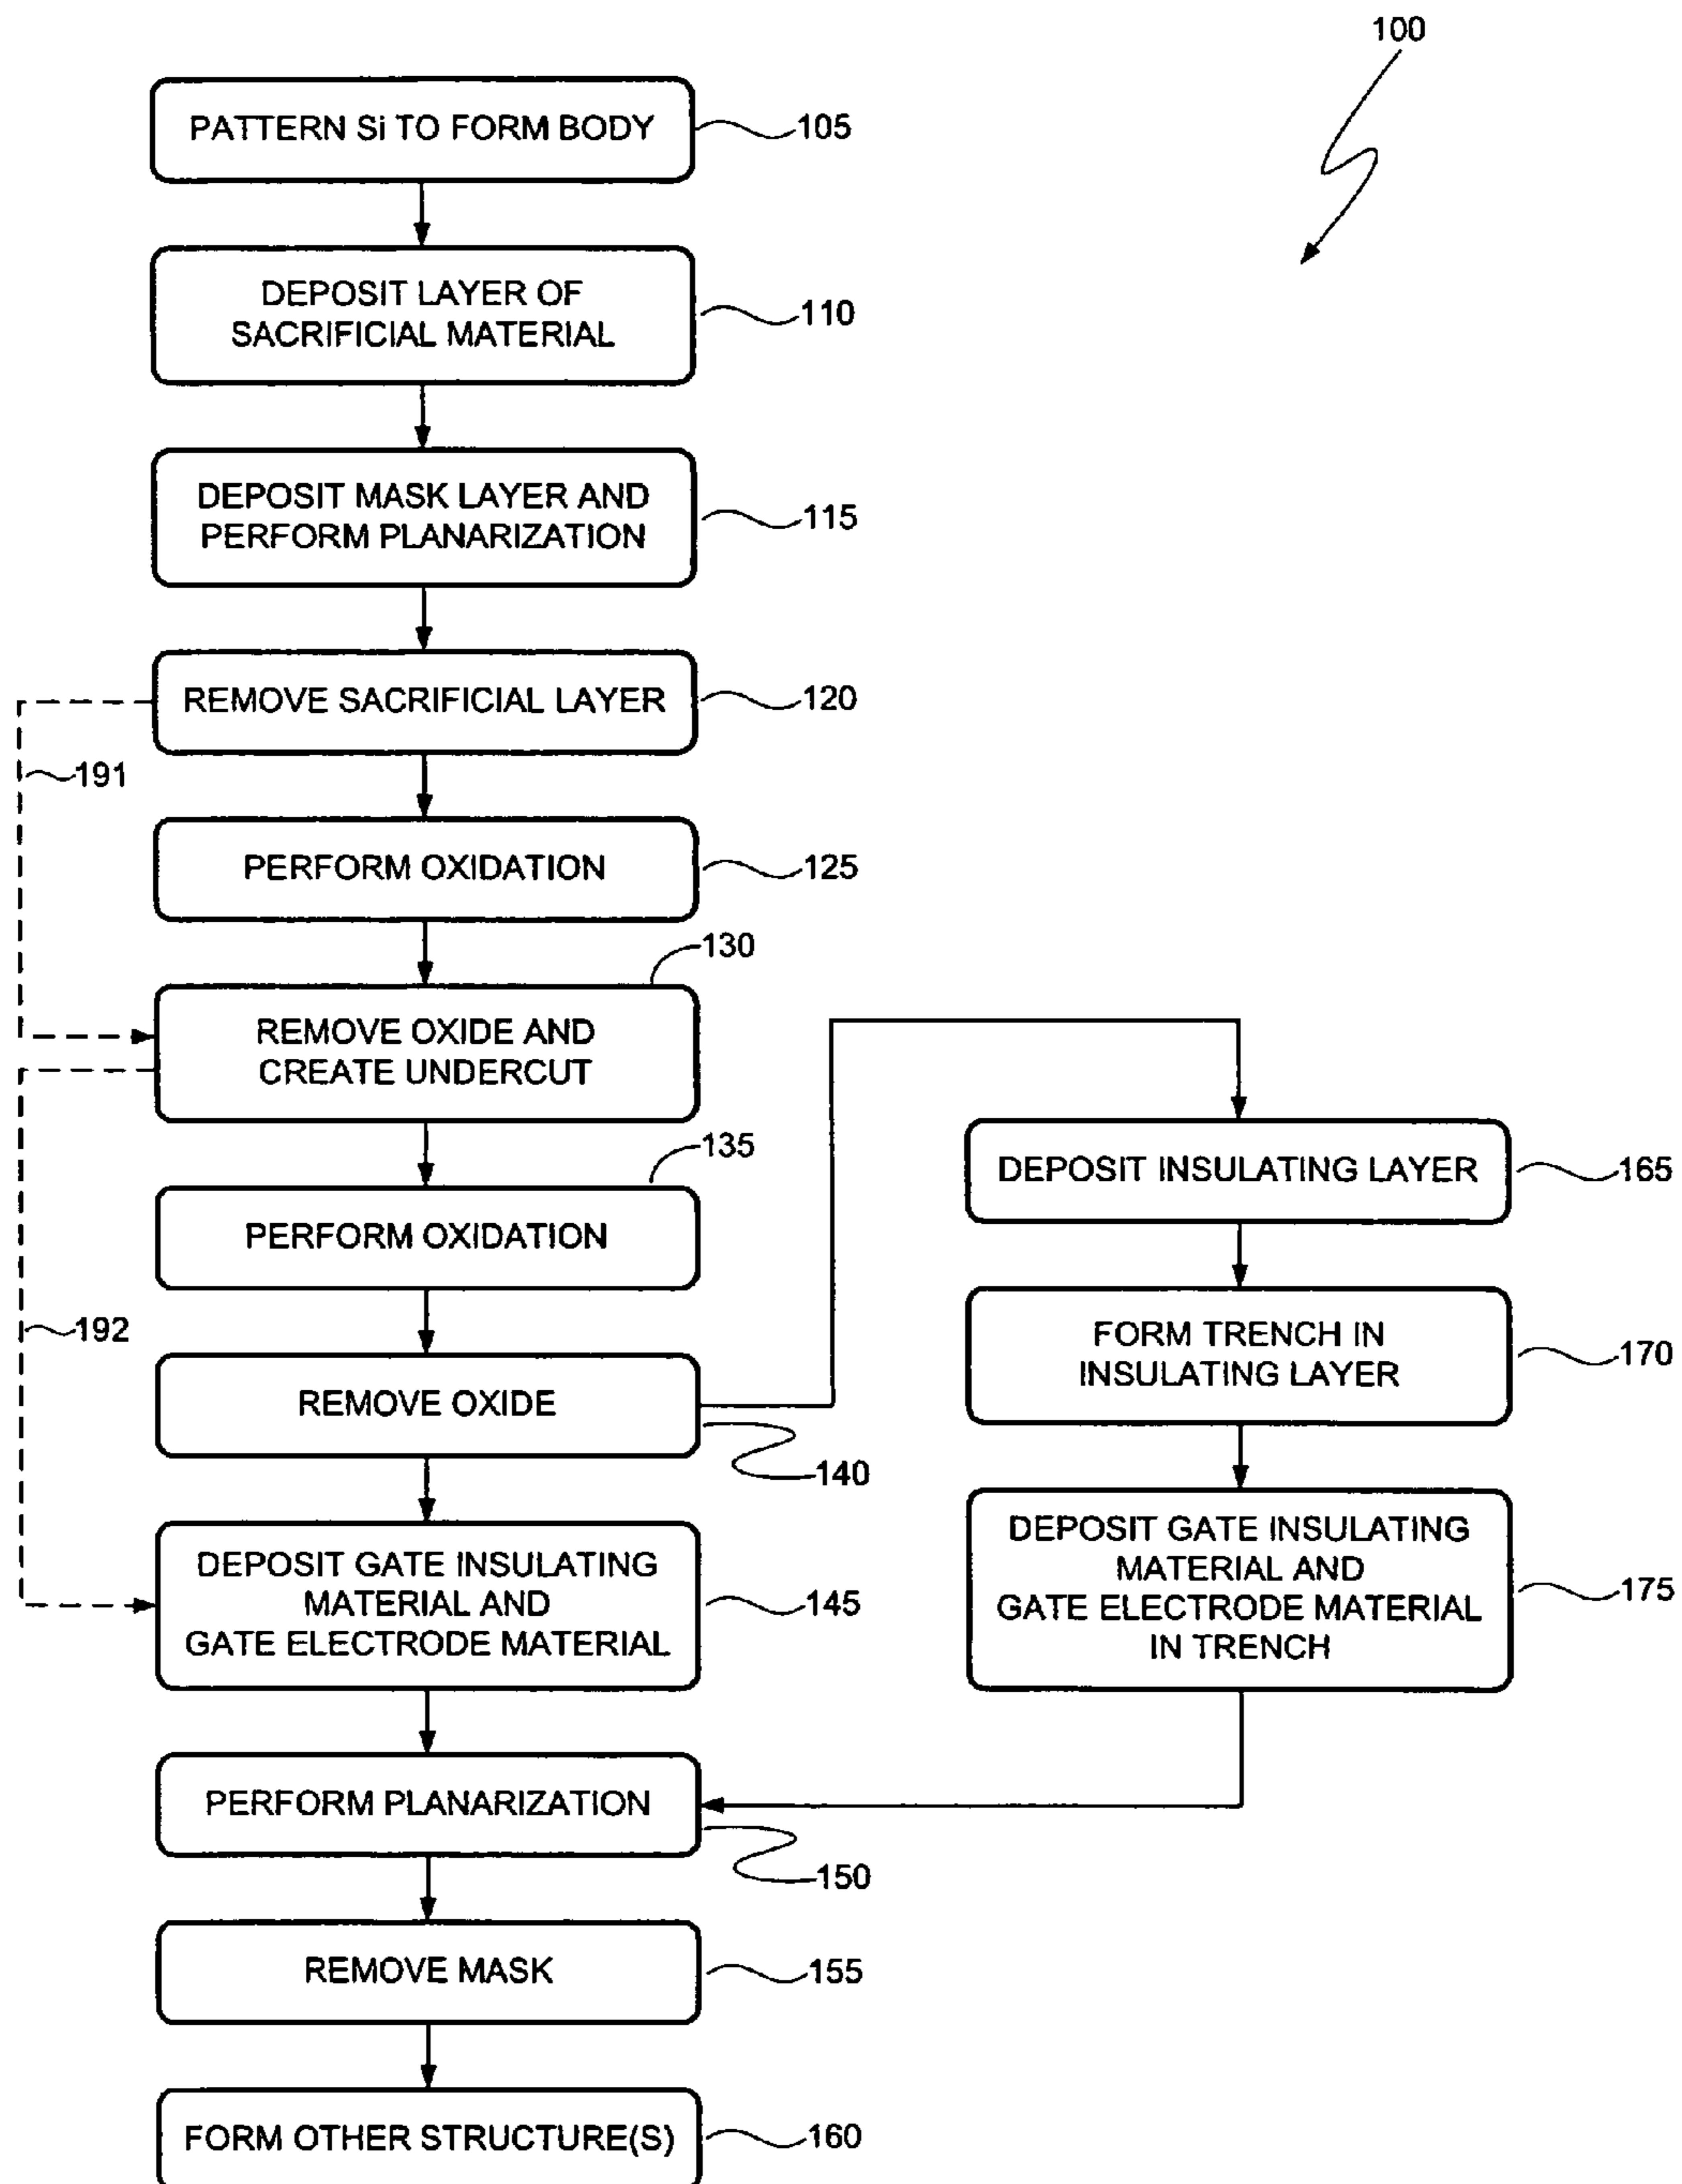 100
PATTERN Si TO FORM BODY
105
DEPOSIT LAYER OF
SACRIFICIAL MATERIAL
110
DEPOSIT MASK LAYER AND
PERFORM PLANARIZATION
115
REMOVE SACRIFICIAL LAYER
120
191
PERFORM OXIDATION
125
130
REMOVE OXIDE AND
CREATE UNDERCUT
135
PERFORM OXIDATION
192
REMOVE OXIDE
140
DEPOSIT GATE INSULATING
MATERIAL AND
GATE ELECTRODE MATERIAL
145
PERFORM PLANARIZATION
150
REMOVE MASK
155
FORM OTHER STRUCTURE(S)
160
DEPOSIT INSULATING LAYER
165
FORM TRENCH IN
INSULATING LAYER
170
DEPOSIT GATE INSULATING
MATERIAL AND
GATE ELECTRODE MATERIAL
IN TRENCH
175